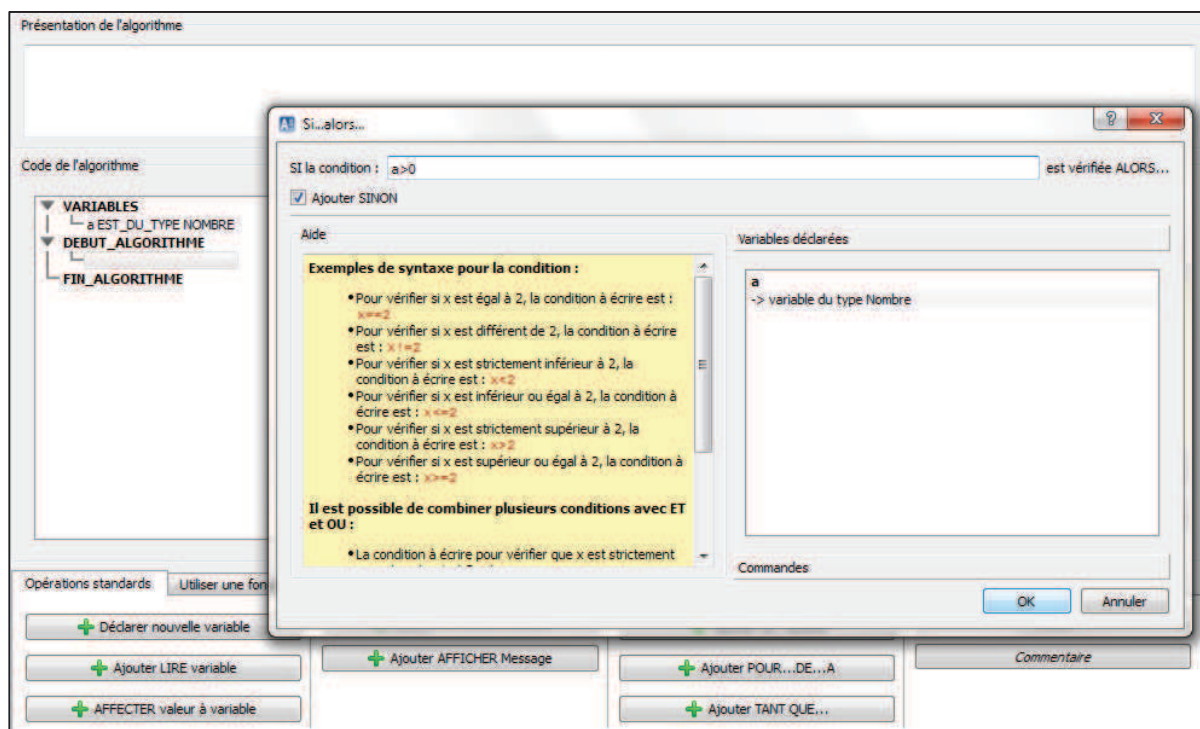 Présentation de l'algorithme
Si...alors...
Code de l'algorithme
SI la condition : a>0 est vérifiée ALORS...
Ajouter SINON
VARIABLES
a EST_DU_TYPE NOMBRE
DEBUT_ALGORITHME
FIN_ALGORITHME
Aide
Exemples de syntaxe pour la condition :
•Pour vérifier si x est égal à 2, la condition à écrire est :
x==2
•Pour vérifier si x est différent de 2, la condition à écrire
est : x!=2
•Pour vérifier si x est strictement inférieur à 2, la
condition à écrire est : x<2
•Pour vérifier si x est inférieur ou égal à 2, la condition à
écrire est : x<=2
•Pour vérifier si x est strictement supérieur à 2, la
condition à écrire est : x>2
•Pour vérifier si x est supérieur ou égal à 2, la condition à
écrire est : x>=2
Il est possible de combiner plusieurs conditions avec ET
et OU :
•La condition à écrire pour vérifier que x est strictement
Variables déclarées
a
-> variable du type Nombre
Commandes
OK
Annuler
Opérations standards
Utiliser une fon
Déclarer nouvelle variable
Ajouter LIRE variable
AFFECTER valeur à variable
Ajouter AFFICHER Message
Ajouter POUR...DE...A
Ajouter TANT QUE...
Commentaire